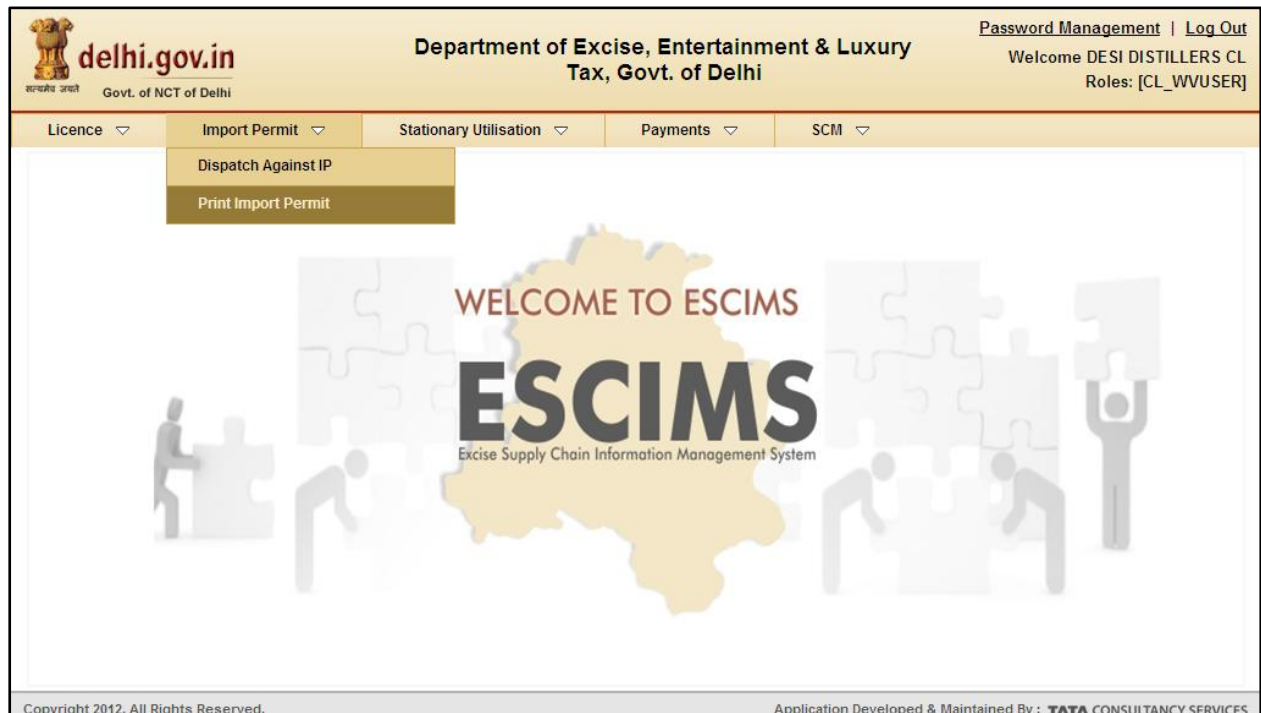 Password Management | Log Out
delhi.gov.in
Department of Excise, Entertainment & Luxury
Tax, Govt. of Delhi
Welcome DESI DISTILLERS CL
Roles: [CL_WVUSER]
सत्यमेव जयते
Govt. of NCT of Delhi
Licence
Import Permit
Stationary Utilisation
Payments
SCM
Dispatch Against IP
Print Import Permit
WELCOME TO ESCIMS
ESCIMS
Excise Supply Chain Information Management System
Copyright 2012. All Rights Reserved.
Application Developed & Maintained By : TATA CONSULTANCY SERVICES